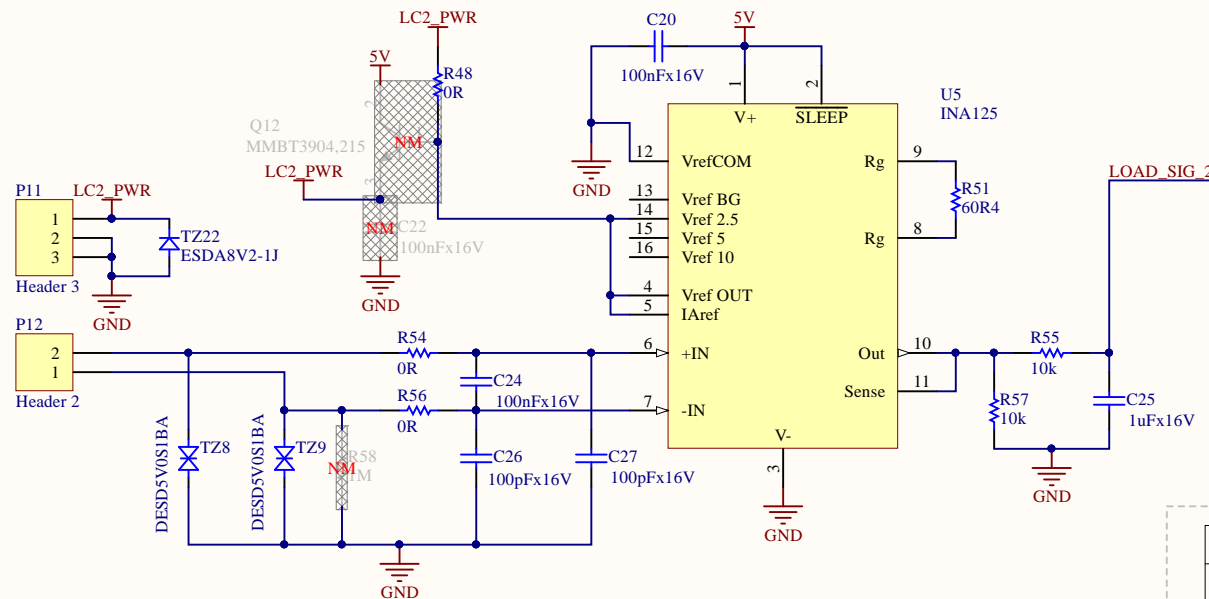 LC2_PWR
C20
5V
100nFx16V
5V
R48
0R
2
Q12
MMBT3904,215
NM
3
LC2_PWR
NM
C22
100nFx16V
GND
P11
LC2_PWR
1
2
3
TZ22
ESDA8V2-1J
Header 3
GND
GND
U5
INA125
1
2
V+
SLEEP
12
VrefCOM
13
Vref BG
14
Vref 2.5
15
Vref 5
16
Vref 10
4
Vref OUT
5
IAref
6
+IN
7
-IN
Rg
9
Rg
8
R51
60R4
Out
10
Sense
11
V-
3
GND
LOAD_SIG_2
R55
10k
R57
10k
C25
1uFx16V
GND
P12
2
1
Header 2
R54
0R
R56
0R
C24
100nFx16V
C26
100pFx16V
C27
100pFx16V
DESD5V0S1BA
TZ8
DESD5V0S1BA
TZ9
R58
NM
1M
GND